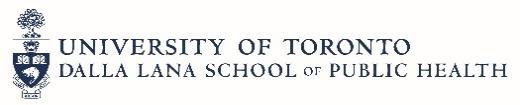 UNIVERSITY OF TORONTO
DALLA LANA SCHOOL OF PUBLIC HEALTH